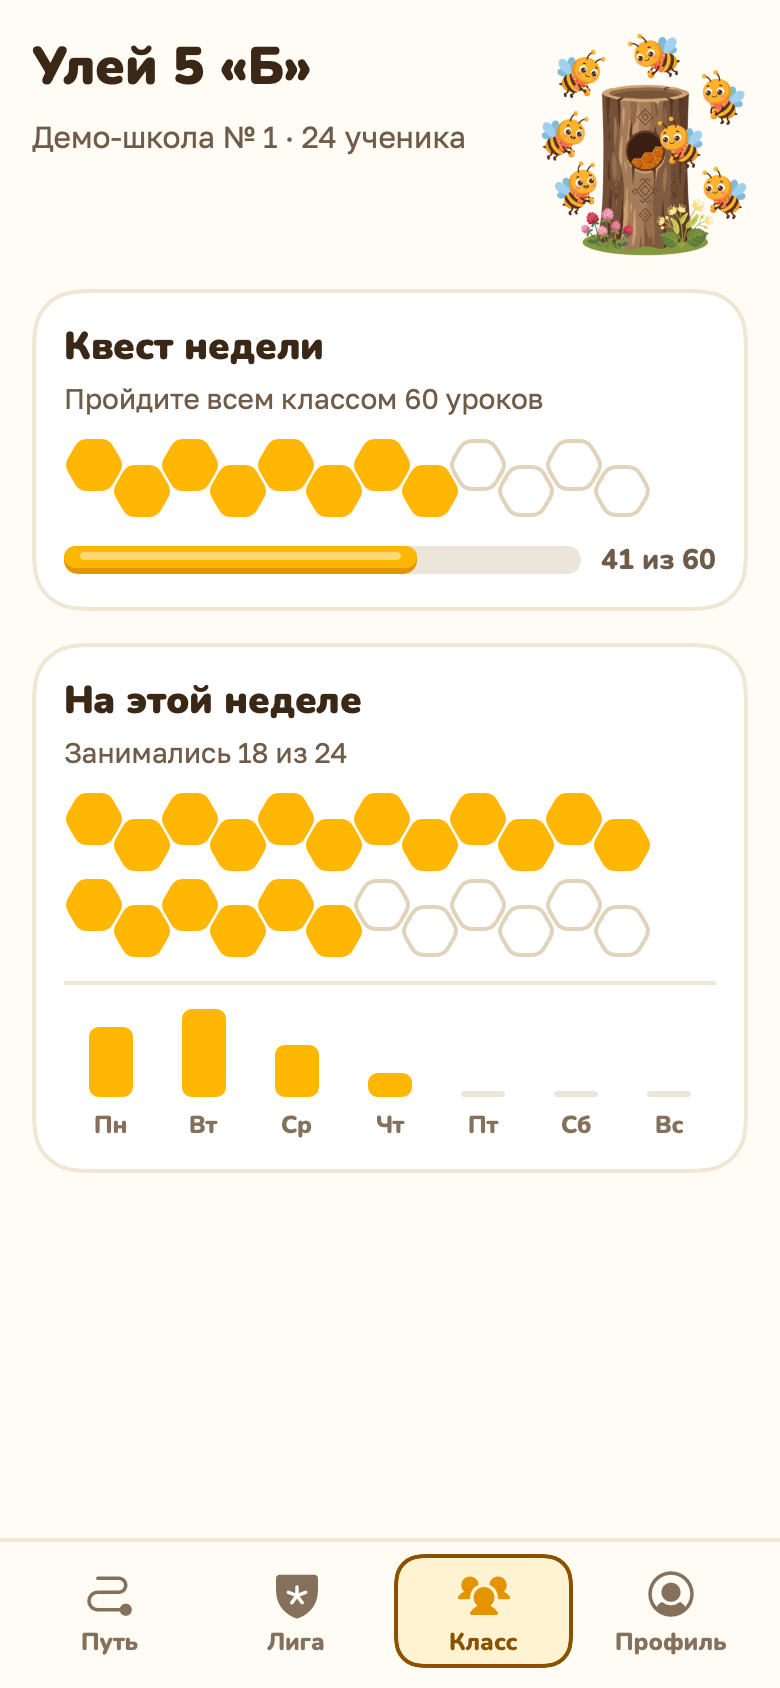 Улей 5 «Б»
Демо-школа № 1 · 24 ученика
Квест недели
Пройдите всем классом 60 уроков
41 из 60
На этой неделе
Занимались 18 из 24
Пн Вт Ср Чт Пт Сб Вс
Путь Лига Класс Профиль